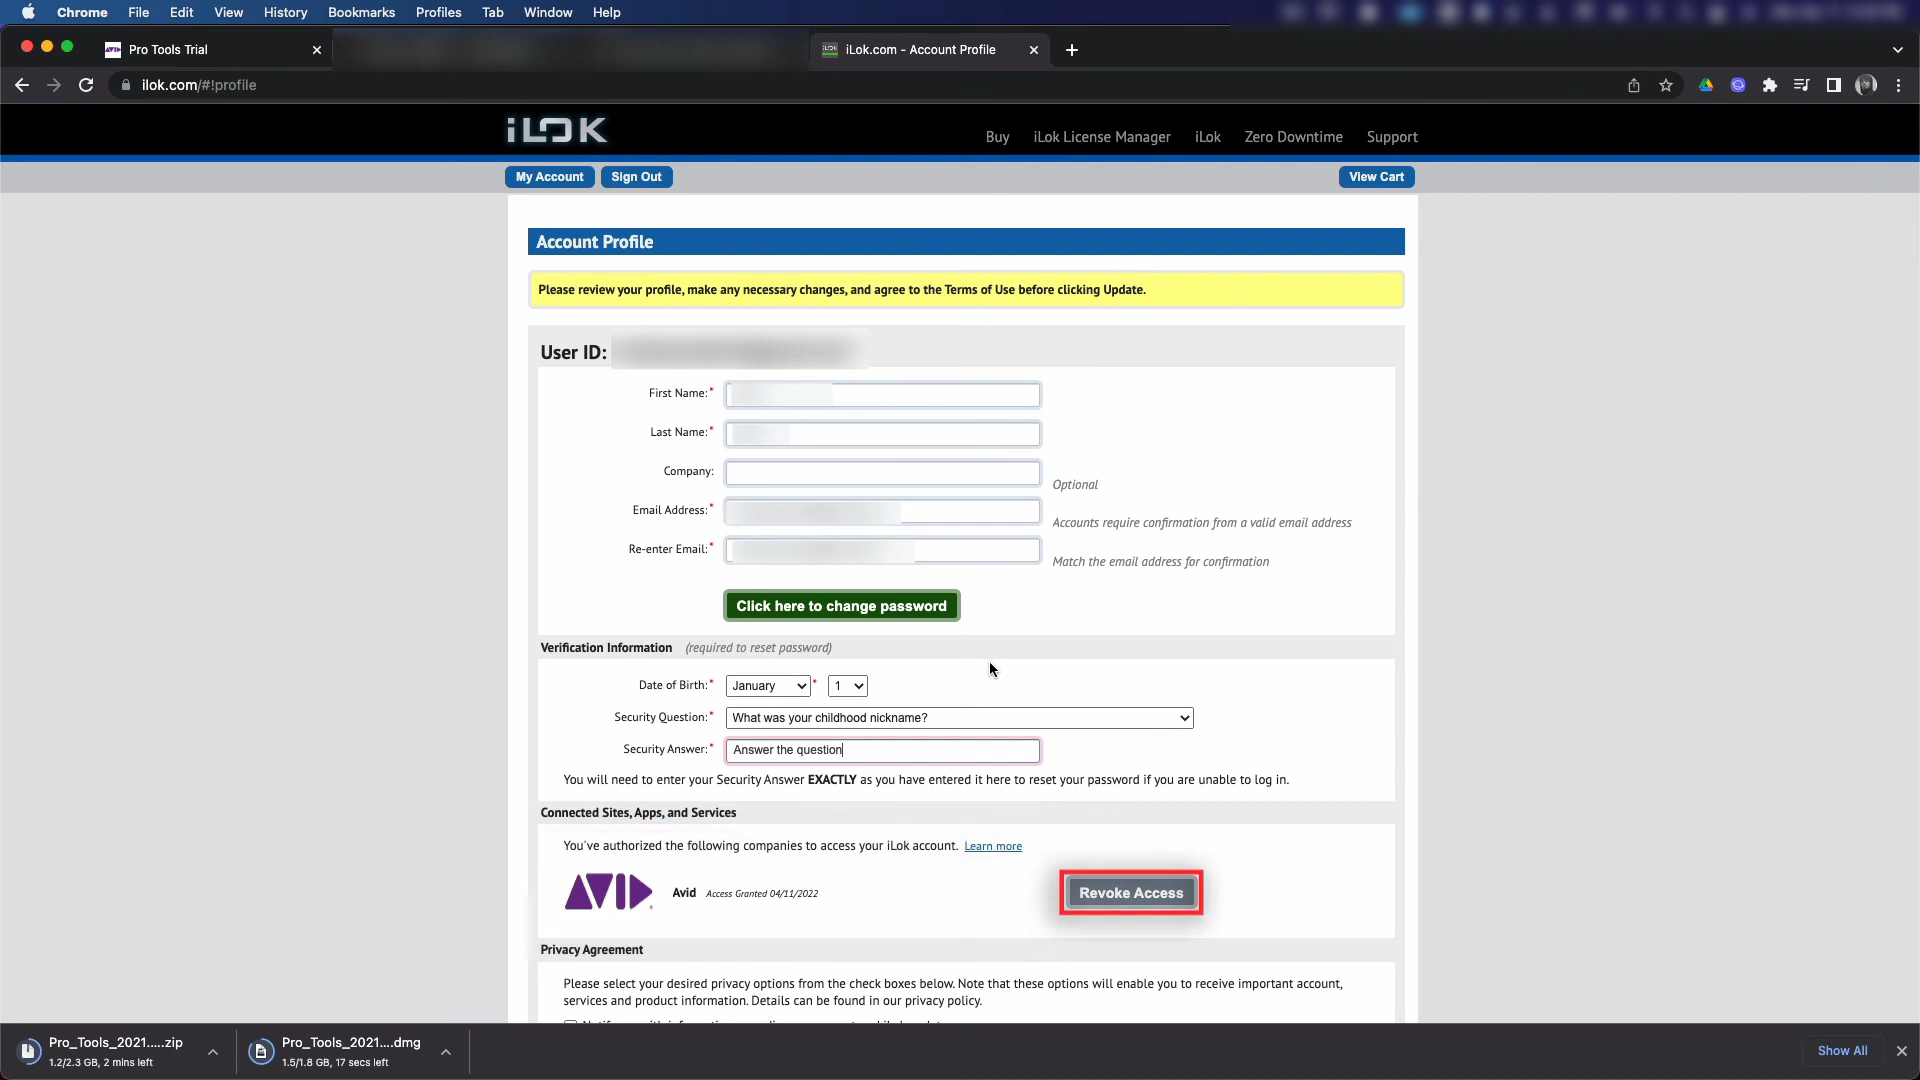 Chrome File Edit View History Bookmarks Profiles Tab Window Help
Pro Tools Trial
iLok.com - Account Profile
ilok.com/#!profile
iLOK
Buy iLok License Manager iLok Zero Downtime Support
My Account Sign Out View Cart
Account Profile
Please review your profile, make any necessary changes, and agree to the Terms of Use before clicking Update.
User ID:
First Name:*
Last Name:*
Company:
Optional
Email Address:*
Accounts require confirmation from a valid email address
Re-enter Email:*
Match the email address for confirmation
Click here to change password
Verification Information (required to reset password)
Date of Birth:* January * 1
Security Question:* What was your childhood nickname?
Security Answer:* Answer the question
You will need to enter your Security Answer EXACTLY as you have entered it here to reset your password if you are unable to log in.
Connected Sites, Apps, and Services
You've authorized the following companies to access your iLok account. Learn more
AVID Avid Access Granted 04/11/2022 Revoke Access
Privacy Agreement
Please select your desired privacy options from the check boxes below. Note that these options will enable you to receive important account,
services and product information. Details can be found in our privacy policy.
Pro_Tools_2021.....zip
1.2/2.3 GB, 2 mins left
Pro_Tools_2021....dmg
1.5/1.8 GB, 17 secs left
Show All